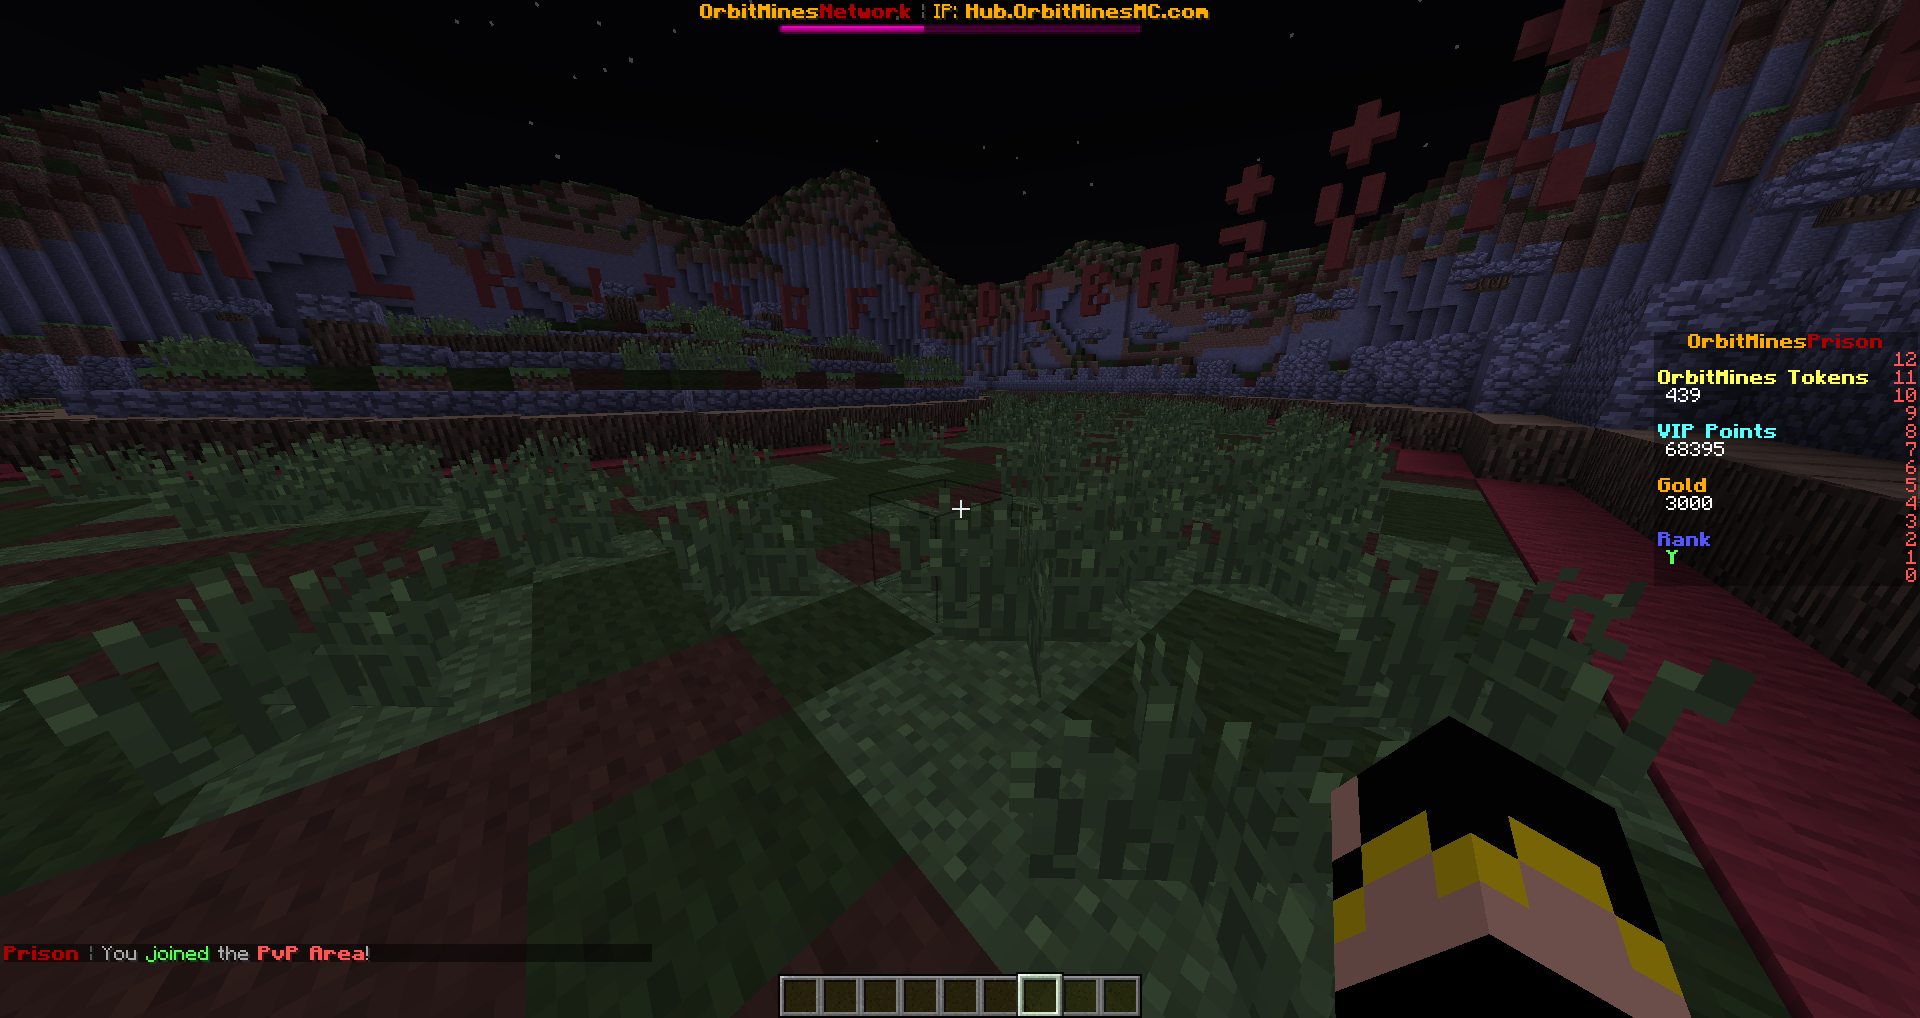 OrbitMinesNetwork | IP: Hub.OrbitMinesMC.com
M L K J I H G F E D C B A Z Y
OrbitMinesPrison
12
OrbitMines Tokens 11
439 10
9
VIP Points 8
68395 7
6
Gold 5
3000 4
3
Rank 2
Y 1
0
Prison | You joined the PvP Area!